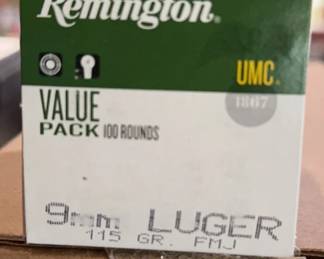 Remington.
UMC.
1867
VALUE
PACK 100 ROUNDS
9mm LUGER
115 GR. FMJ